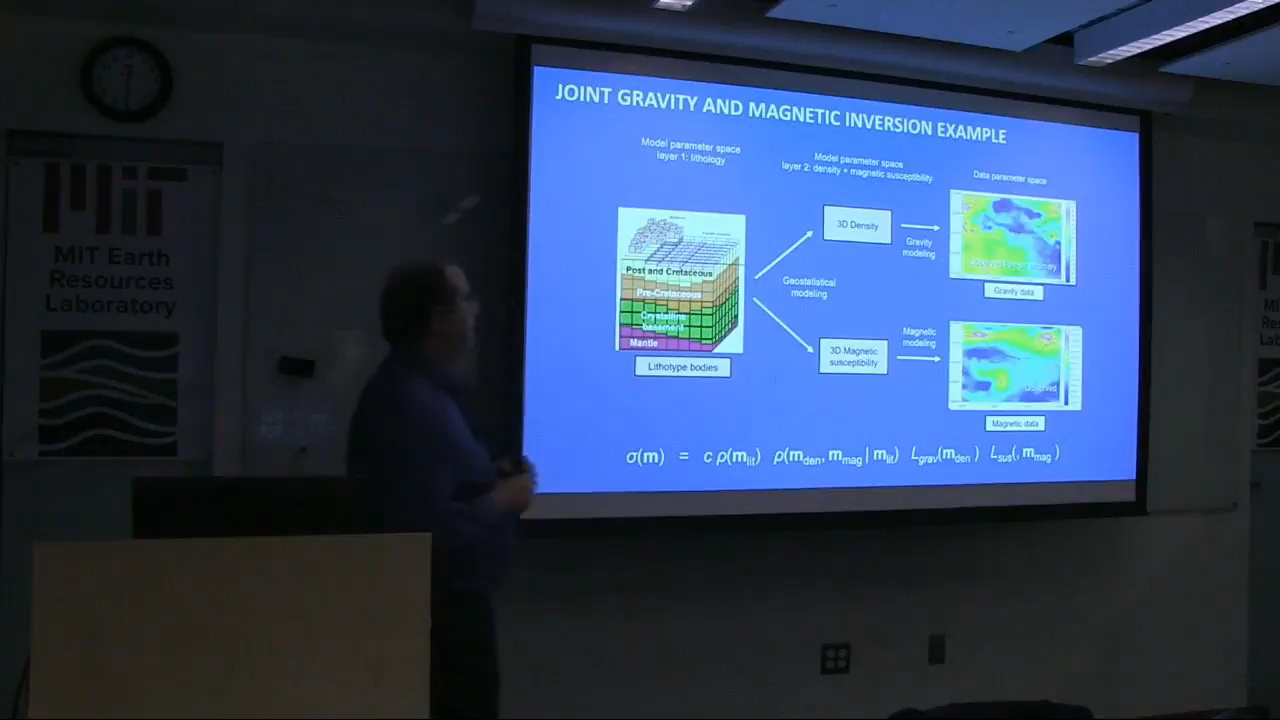 MIT
MIT Earth
Resources
Laboratory
JOINT GRAVITY AND MAGNETIC INVERSION EXAMPLE
Model parameter space
layer 1: lithology
Model parameter space
layer 2: density + magnetic susceptibility
Data parameter space
Post and Cretaceous
Pre-Cretaceous
Crystalline
basement
Mantle
Lithotype bodies
Geostatistical
modeling
3D Density
Gravity
modeling
Gravity data
3D Magnetic
susceptibility
Magnetic
modeling
Observed
Magnetic data
σ(m) = c ρ(m_lit) ρ(m_den, m_mag | m_lit) L_grav(m_den ) L_sus(, m_mag )